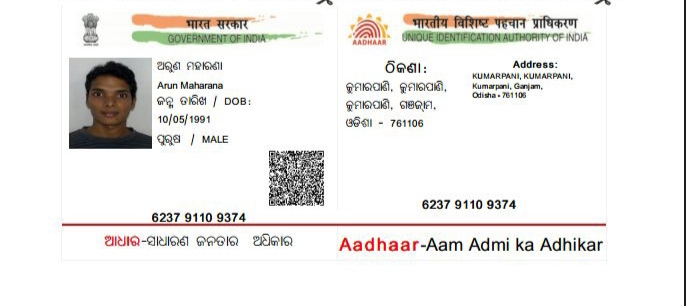 भारत सरकार
GOVERNMENT OF INDIA
ଅରୁଣ ମହାରଣା
Arun Maharana
ଜନ୍ମ ତାରିଖ / DOB:
10/05/1991
ପୁରୁଷ / MALE
6237 9110 9374
ଆଧାର-ସାଧାରଣ ଜନତାର ଅଧିକାର
भारतीय विशिष्ट पहचान प्राधिकरण
UNIQUE IDENTIFICATION AUTHORITY OF INDIA
AADHAAR
ଠିକଣା:
କୁମାରପାଣି, କୁମାରପାଣି,
କୁମାରପାଣି, ଗଞ୍ଜାମ,
ଓଡିଶା - 761106
Address:
KUMARPANI, KUMARPANI,
Kumarpani, Ganjam,
Odisha - 761106
6237 9110 9374
Aadhaar-Aam Admi ka Adhikar